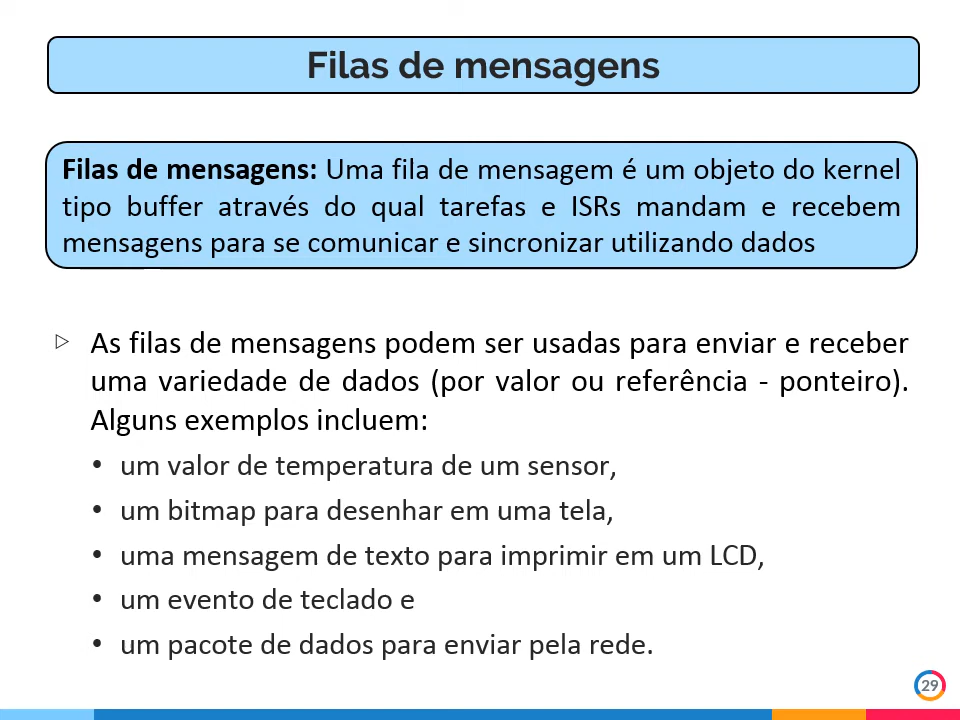 Filas de mensagens
Filas de mensagens: Uma fila de mensagem é um objeto do kernel
tipo buffer através do qual tarefas e ISRs mandam e recebem
mensagens para se comunicar e sincronizar utilizando dados
▷ As filas de mensagens podem ser usadas para enviar e receber
uma variedade de dados (por valor ou referência - ponteiro).
Alguns exemplos incluem:
• um valor de temperatura de um sensor,
• um bitmap para desenhar em uma tela,
• uma mensagem de texto para imprimir em um LCD,
• um evento de teclado e
• um pacote de dados para enviar pela rede.
29